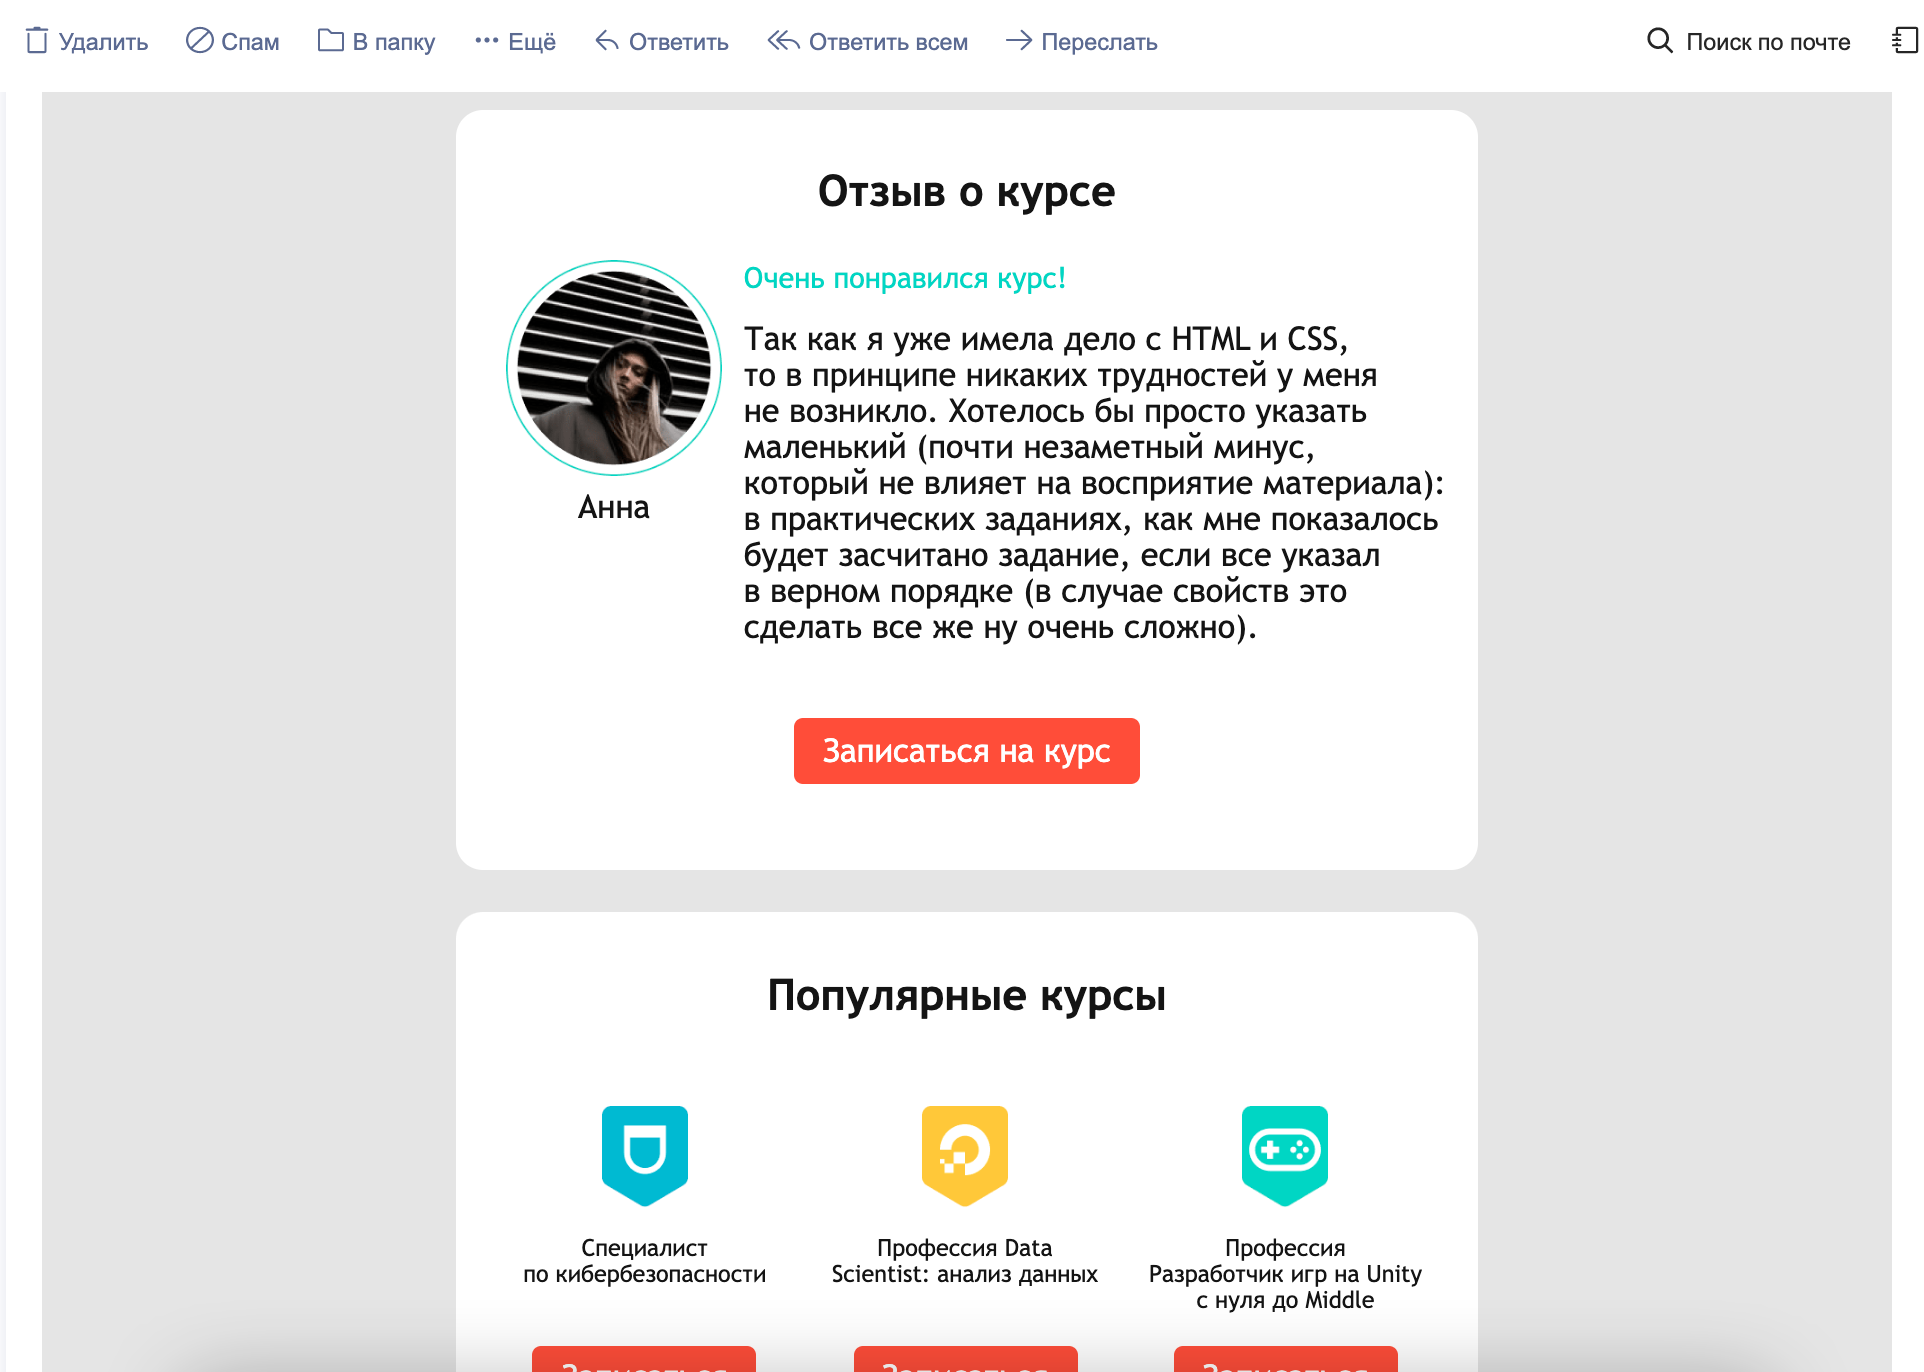 Удалить Спам В папку Ещё Ответить Ответить всем Переслать Поиск по почте
Отзыв о курсе
Очень понравился курс!
Так как я уже имела дело с HTML и CSS,
то в принципе никаких трудностей у меня
не возникло. Хотелось бы просто указать
маленький (почти незаметный минус,
который не влияет на восприятие материала):
в практических заданиях, как мне показалось
будет засчитано задание, если все указал
в верном порядке (в случае свойств это
сделать все же ну очень сложно).
Анна
Записаться на курс
Популярные курсы
Специалист
по кибербезопасности
Профессия Data
Scientist: анализ данных
Профессия
Разработчик игр на Unity
с нуля до Middle
Записаться Записаться Записаться